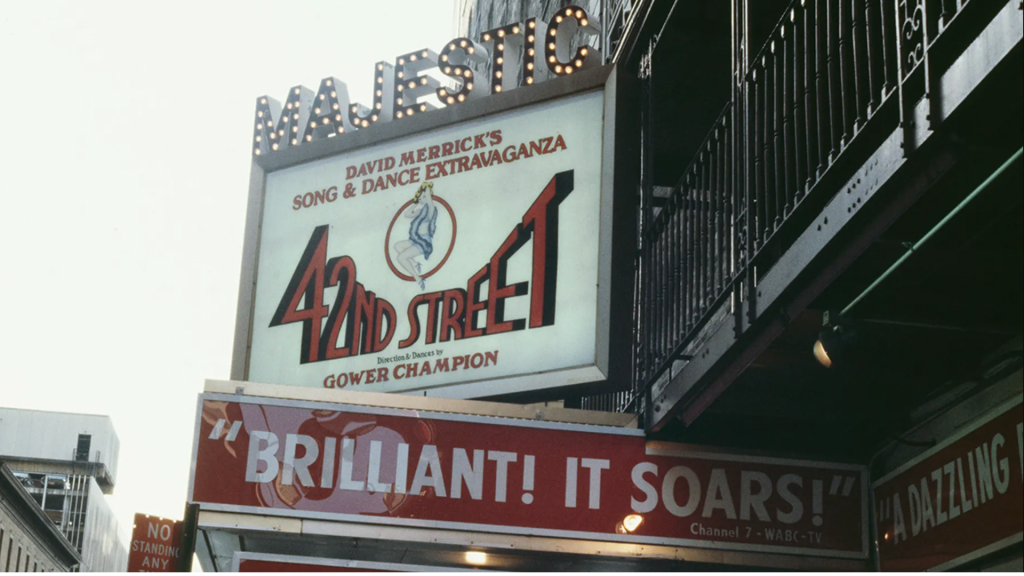 MAJESTIC
DAVID MERRICK'S
SONG & DANCE EXTRAVAGANZA
42ND STREET
Direction & Dances by
GOWER CHAMPION
"BRILLIANT! IT SOARS!"
Channel 7 - WABC-TV
"A DAZZLING
NO
STANDING
ANY